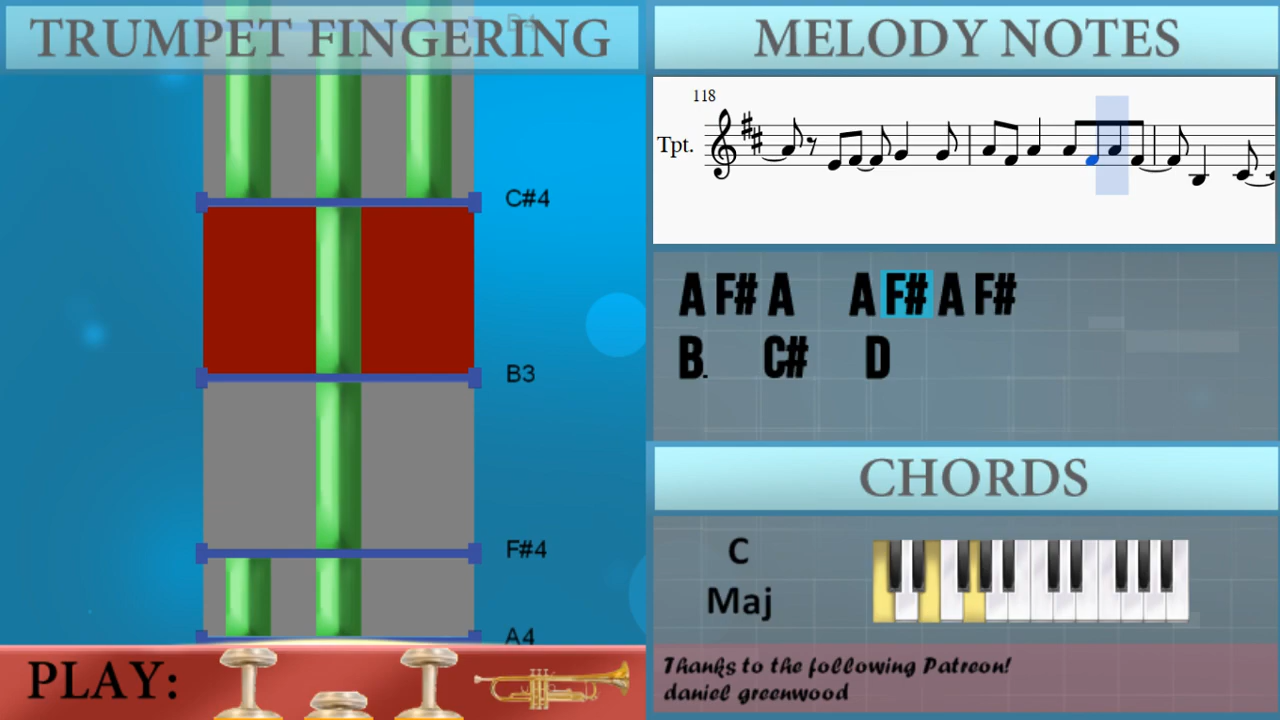 TRUMPET FINGERING
D4
C#4
B3
F#4
A4
PLAY:
MELODY NOTES
118
Tpt.
A F# A A F# A F#
B. C# D
CHORDS
C
Maj
Thanks to the following Patreon!
daniel greenwood